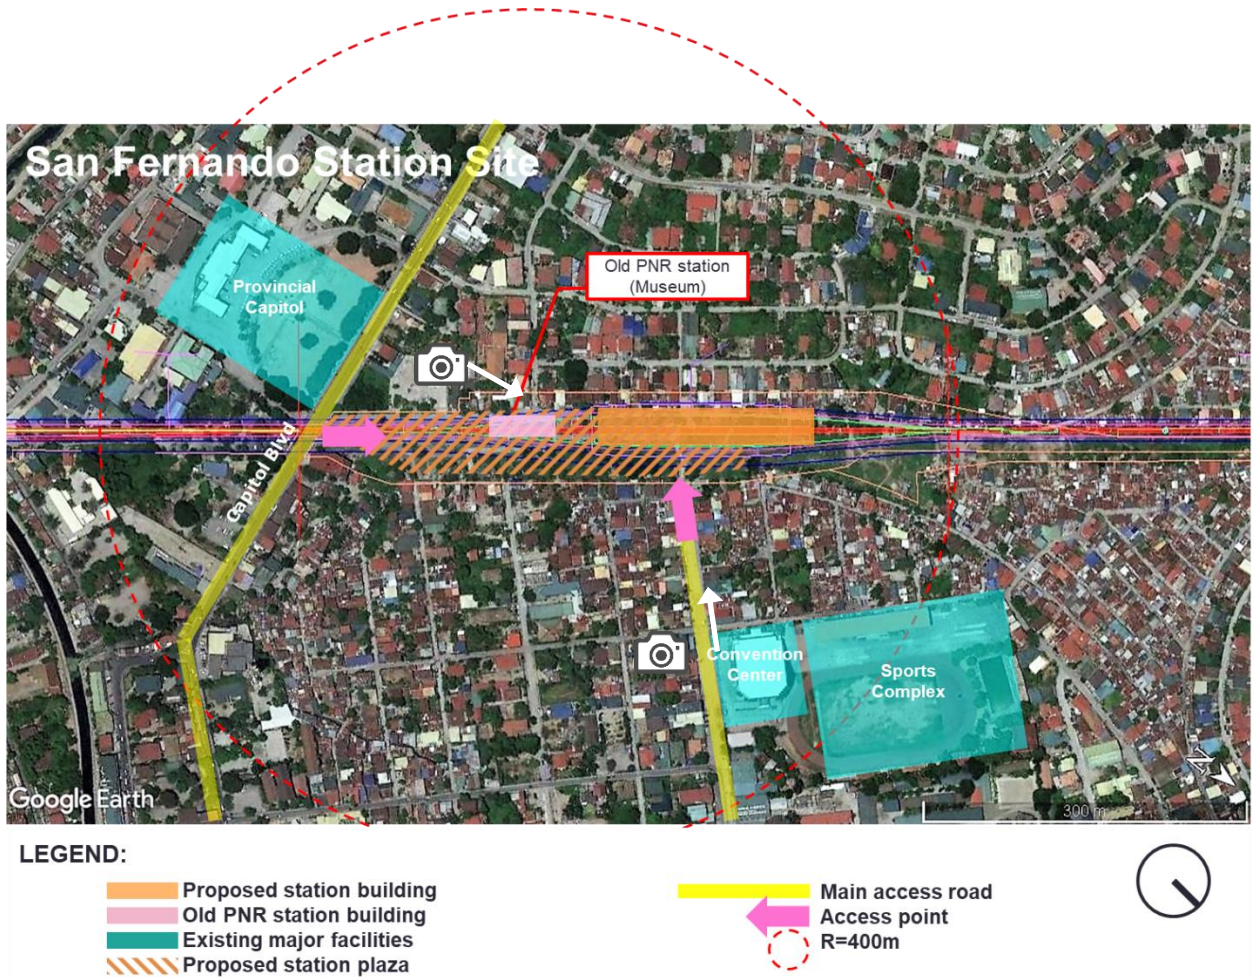 San Fernando Station Site
Old PNR station
(Museum)
Provincial
Capitol
Capitol Blvd
Convention
Center
Sports
Complex
Google Earth
300 m
LEGEND:
Proposed station building
Old PNR station building
Existing major facilities
Proposed station plaza
Main access road
Access point
R=400m